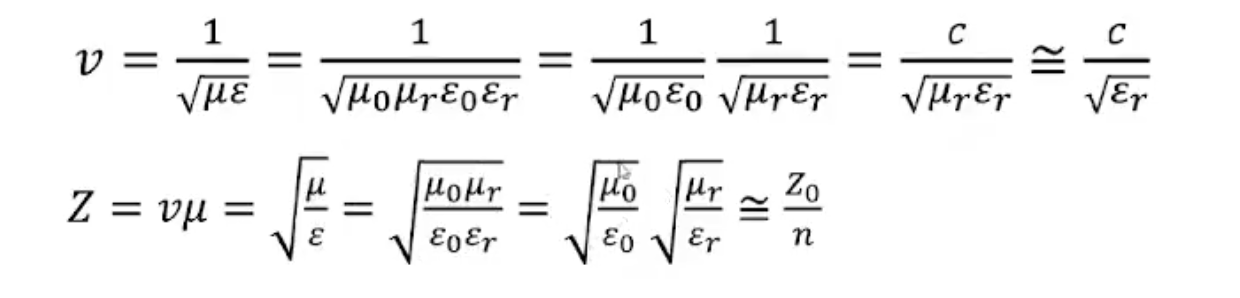 v = 1/√(με) = 1/√(μ₀μᵣε₀εᵣ) = 1/√(μ₀ε₀) 1/√(μᵣεᵣ) = c/√(μᵣεᵣ) ≅ c/√(εᵣ)
Z = vμ = √(μ/ε) = √(μ₀μᵣ/ε₀εᵣ) = √(μ₀/ε₀) √(μᵣ/εᵣ) ≅ Z₀/n